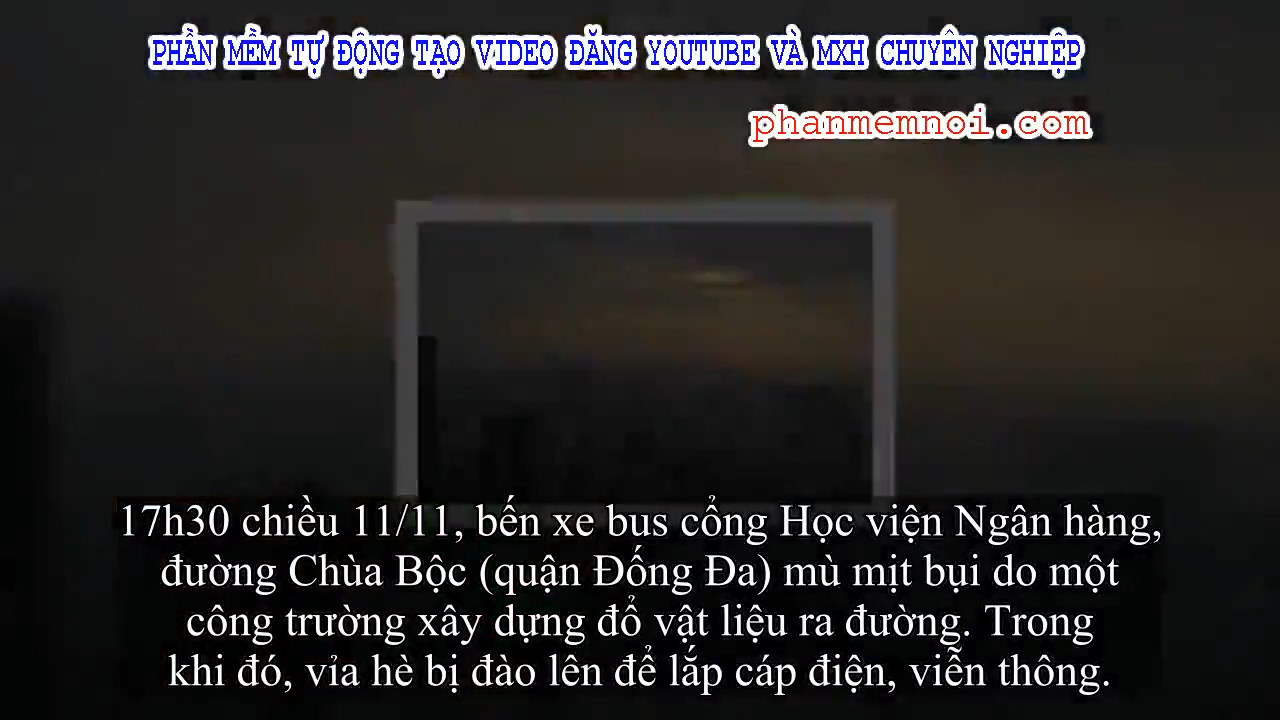 PHẦN MỀM TỰ ĐỘNG TẠO VIDEO ĐĂNG YOUTUBE VÀ MXH CHUYÊN NGHIỆP
phanmemnoi.com
17h30 chiều 11/11, bến xe bus cổng Học viện Ngân hàng,
đường Chùa Bộc (quận Đống Đa) mù mịt bụi do một
công trường xây dựng đổ vật liệu ra đường. Trong
khi đó, vỉa hè bị đào lên để lắp cáp điện, viễn thông.